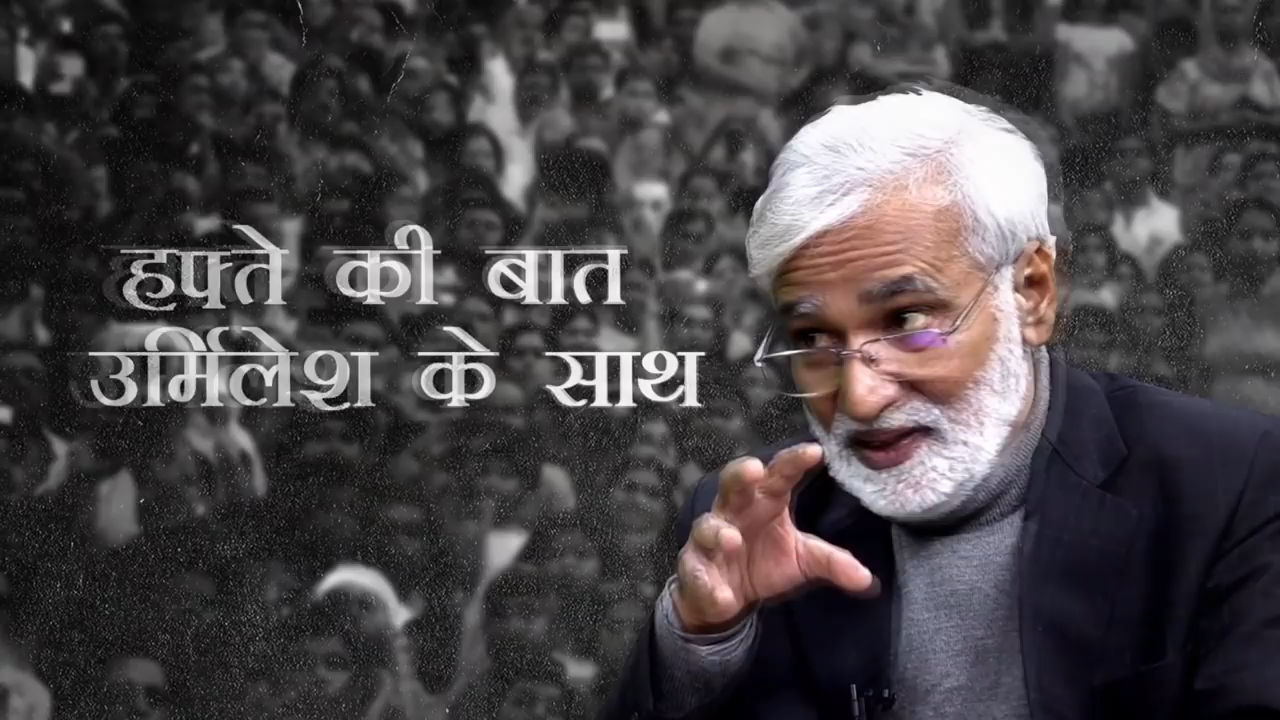 हफ्ते की बात
उर्मिलेश के साथ